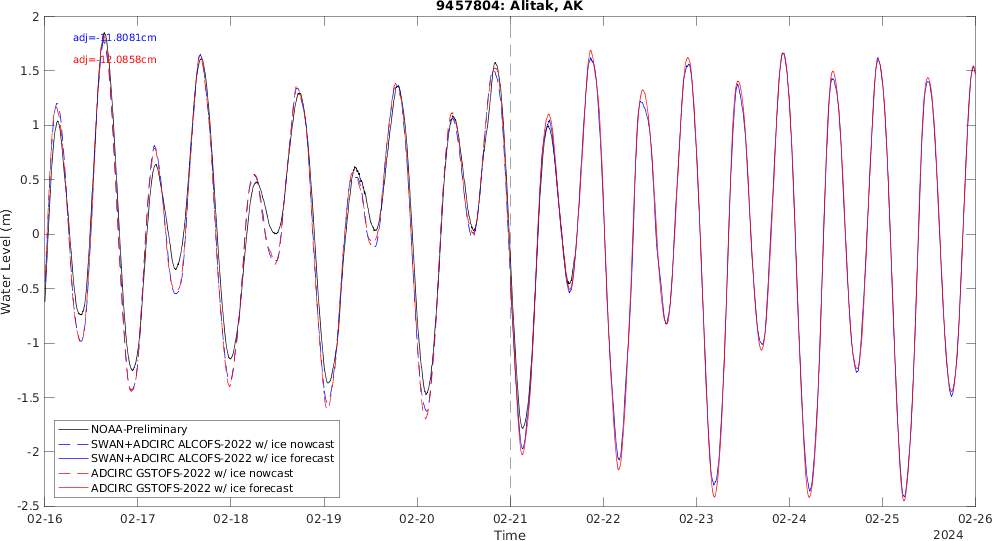 9457804: Alitak, AK
adj=-11.8081cm
adj=-12.0858cm
2
1.5
1
0.5
0
-0.5
-1
-1.5
-2
-2.5
Water Level (m)
NOAA-Preliminary
SWAN+ADCIRC ALCOFS-2022 w/ ice nowcast
SWAN+ADCIRC ALCOFS-2022 w/ ice forecast
ADCIRC GSTOFS-2022 w/ ice nowcast
ADCIRC GSTOFS-2022 w/ ice forecast
02-16 02-17 02-18 02-19 02-20 02-21 02-22 02-23 02-24 02-25 02-26
Time
2024